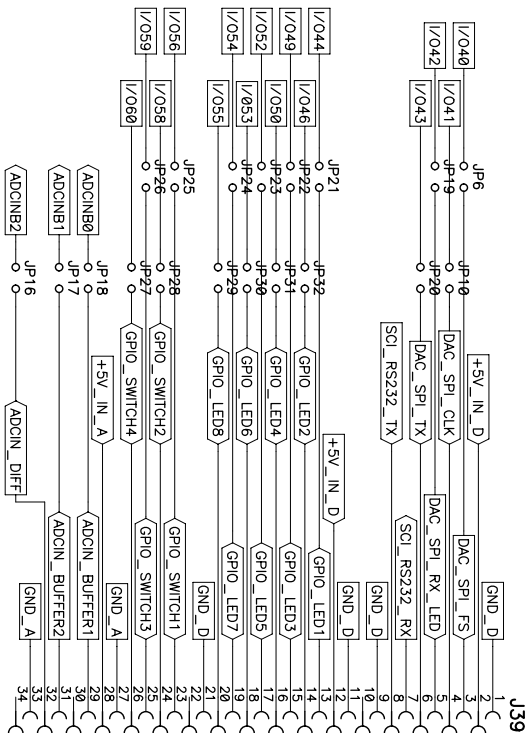 J39
GND_D 1
+5V_IN_D 2
I/O40 JP6 DAC_SPI_FS 3
I/O41 JP10 DAC_SPI_CLK 4
I/O42 JP19 DAC_SPI_RX_LED 5
I/O43 JP20 DAC_SPI_TX 6
SCI_RS232_RX 7
SCI_RS232_TX 8
GND_D 9
10
GND_D 11
+5V_IN_D 12
I/O44 JP21 GPIO_LED1 13
I/O46 JP32 GPIO_LED2 14
I/O49 JP22 GPIO_LED3 15
I/O50 JP31 GPIO_LED4 16
I/O52 JP23 GPIO_LED5 17
I/O53 JP30 GPIO_LED6 18
I/O54 JP24 GPIO_LED7 19
I/O55 JP29 GPIO_LED8 20
GND_D 21
22
I/O56 JP25 GPIO_SWITCH1 23
I/O58 JP28 GPIO_SWITCH2 24
I/O59 JP26 GPIO_SWITCH3 25
I/O60 JP27 GPIO_SWITCH4 26
GND_A 27
+5V_IN_A 28
ADCINB0 JP18 ADCIN_BUFFER1 29
30
ADCINB1 JP17 ADCIN_BUFFER2 31
32
GND_A 33
ADCINB2 JP16 ADCIN_DIFF 34